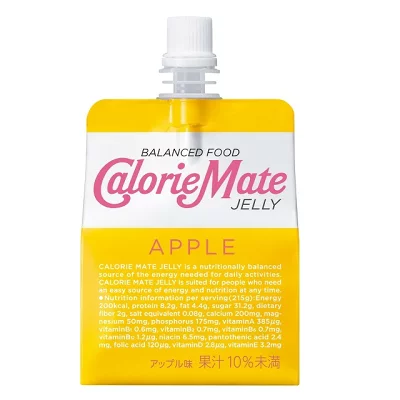 BALANCED FOOD
CalorieMate
JELLY
APPLE
CALORIE MATE JELLY is a nutritionally balanced
source of the energy needed for daily activities.
CALORIE MATE JELLY is suited for people who need
an easy source of energy and nutrition at any time.
●Nutrition information per serving(215g):Energy
200kcal, protein 8.2g, fat 4.4g, sugar 31.2g, dietary
fiber 2g, salt equivalent 0.08g, calcium 200mg, mag-
nesium 50mg, phosphorus 175mg, vitaminA 385μg,
vitaminB₁ 0.6mg, vitaminB₂ 0.7mg, vitaminB₆ 0.7mg,
vitaminB₁₂ 1.2μg, niacin 6.5mg, pantothenic acid 2.4
mg, folic acid 120μg, vitaminD 2.8μg, vitaminE 3.2mg
アップル味 果汁10%未満